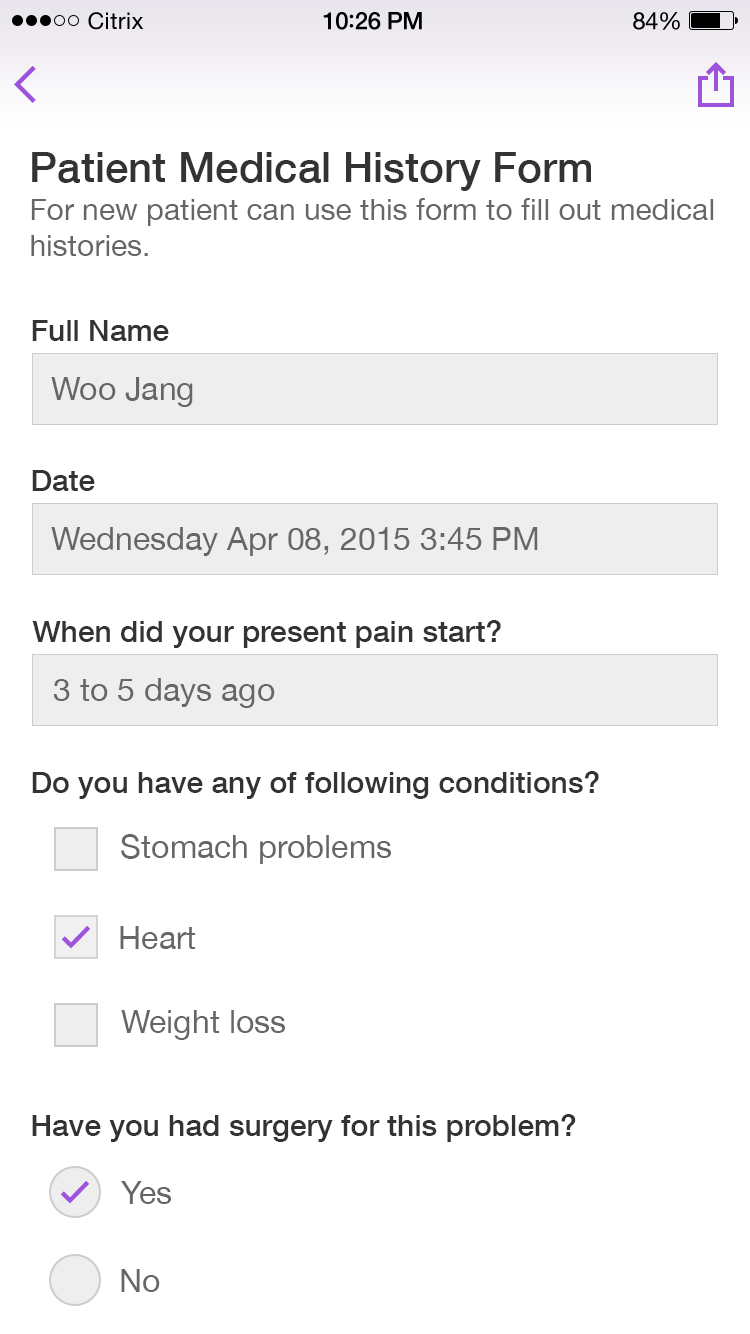 Citrix 10:26 PM 84%
Patient Medical History Form
For new patient can use this form to fill out medical
histories.
Full Name
Woo Jang
Date
Wednesday Apr 08, 2015 3:45 PM
When did your present pain start?
3 to 5 days ago
Do you have any of following conditions?
Stomach problems
Heart
Weight loss
Have you had surgery for this problem?
Yes
No